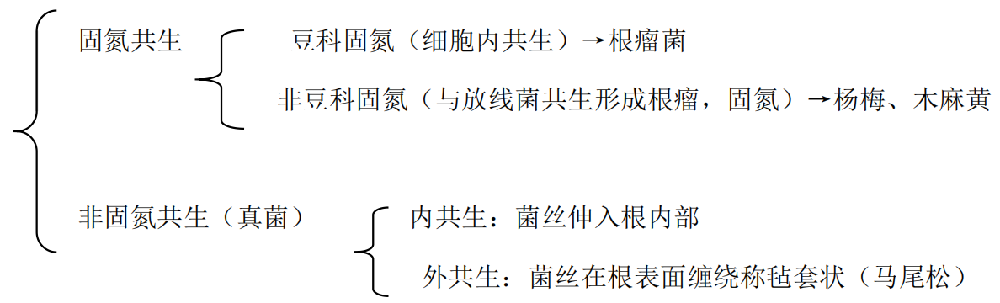 固氮共生
豆科固氮（细胞内共生）→根瘤菌
非豆科固氮（与放线菌共生形成根瘤，固氮）→杨梅、木麻黄
非固氮共生（真菌）
内共生：菌丝伸入根内部
外共生：菌丝在根表面缠绕称毡套状（马尾松）